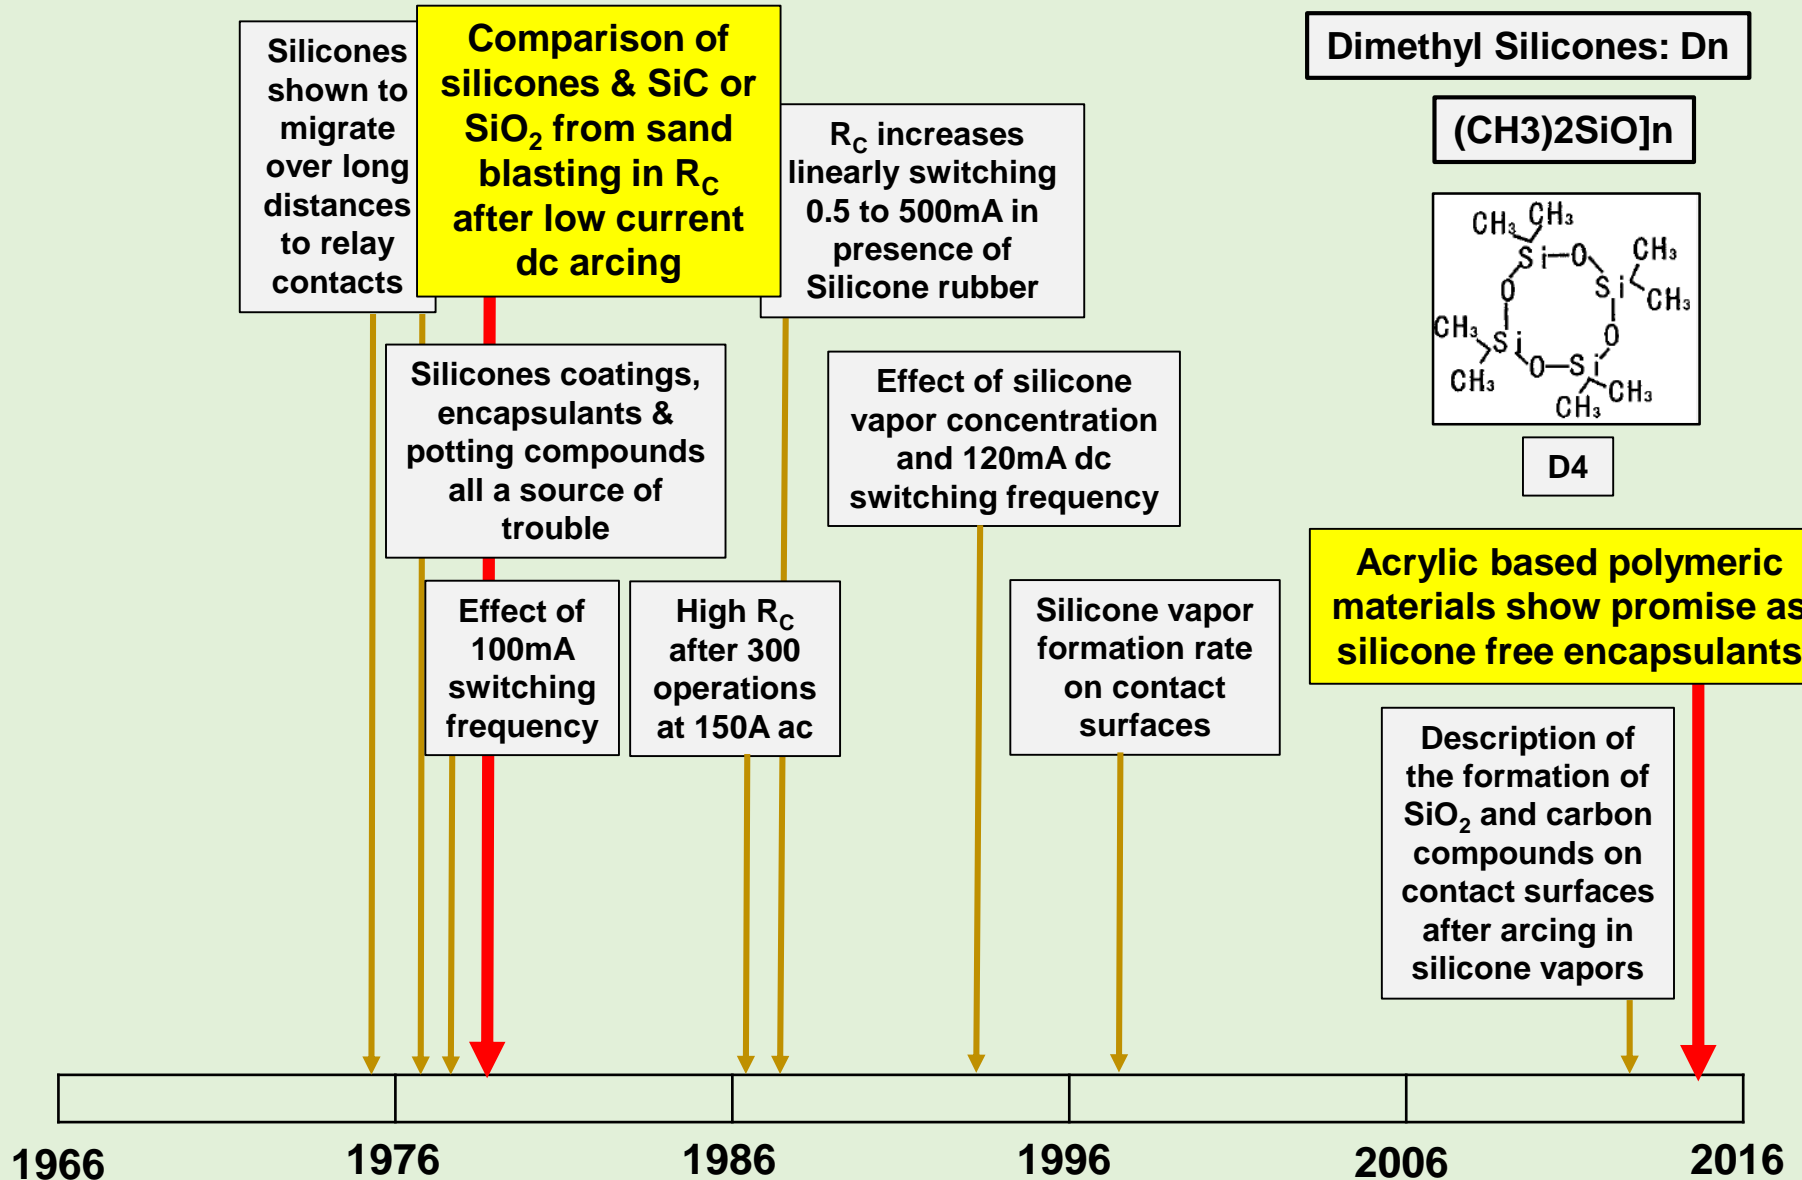 Silicones
shown to
migrate
over long
distances
to relay
contacts
Comparison of
silicones & SiC or
SiO₂ from sand
blasting in R_C
after low current
dc arcing
R_C increases
linearly switching
0.5 to 500mA in
presence of
Silicone rubber
Dimethyl Silicones: Dn
(CH3)2SiO]n
CH₃ CH₃
Si O CH₃
O Si CH₃
CH₃ Si O
CH₃ O Si CH₃
CH₃
D4
Silicones coatings,
encapsulants &
potting compounds
all a source of
trouble
Effect of silicone
vapor concentration
and 120mA dc
switching frequency
Effect of
100mA
switching
frequency
High R_C
after 300
operations
at 150A ac
Silicone vapor
formation rate
on contact
surfaces
Acrylic based polymeric
materials show promise as
silicone free encapsulants
Description of
the formation of
SiO₂ and carbon
compounds on
contact surfaces
after arcing in
silicone vapors
1966 1976 1986 1996 2006 2016